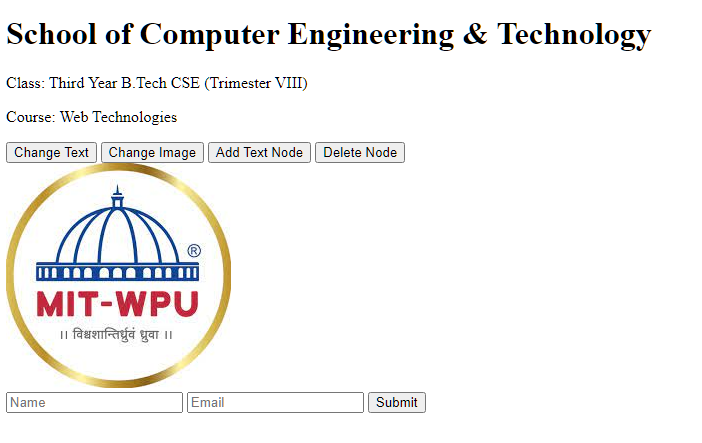 School of Computer Engineering & Technology
Class: Third Year B.Tech CSE (Trimester VIII)
Course: Web Technologies
Change Text Change Image Add Text Node Delete Node
®
MIT-WPU
॥ विश्वशान्तिर्ध्रुवं ध्रुवा ॥
Name Email Submit